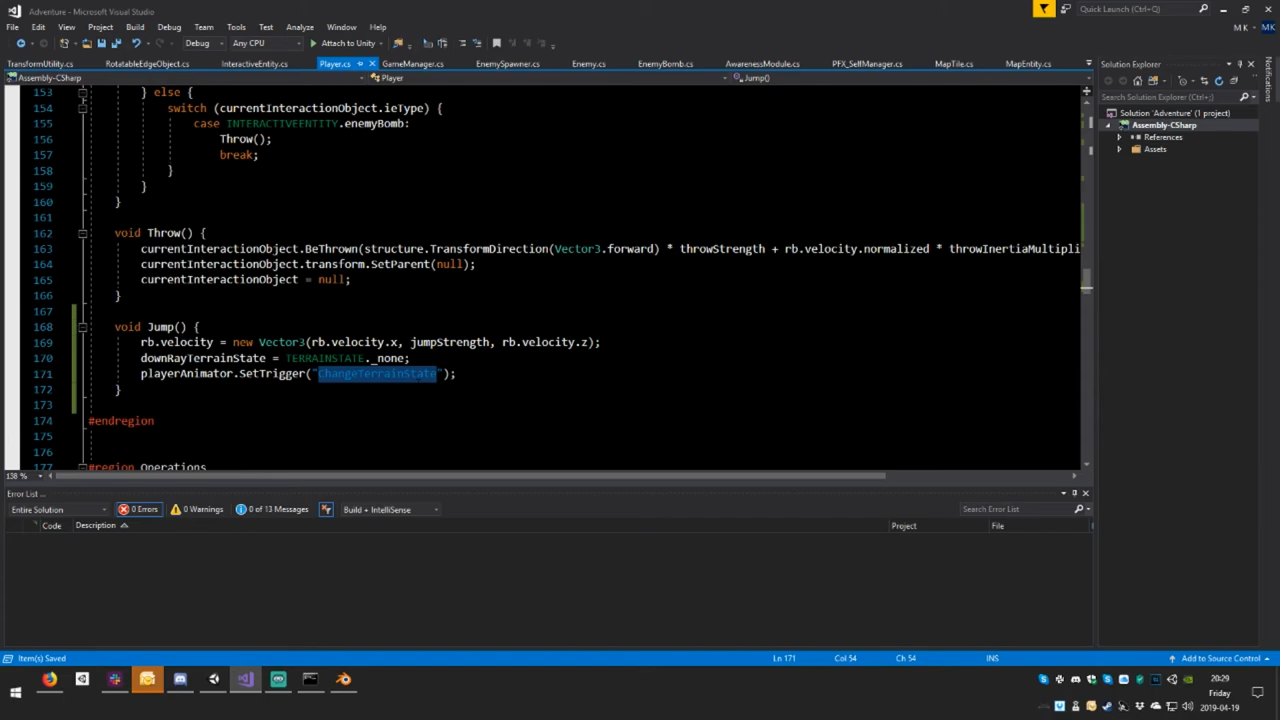 Adventure - Microsoft Visual Studio
Quick Launch (Ctrl+Q)
File Edit View Project Build Debug Team Tools Test Analyze Window Help
M K MK
Debug Any CPU Attach to Unity
TransformUtility.cs RotatableEdgeObject.cs InteractiveEntity.cs Player.cs GameManager.cs EnemySpawner.cs Enemy.cs EnemyBomb.cs AwarenessModule.cs PFX_SelfManager.cs MapTile.cs MapEntity.cs
Assembly-CSharp Player Jump()
Solution Explorer
Search Solution Explorer (Ctrl+;)
Solution 'Adventure' (1 project)
Assembly-CSharp
References
Assets
Notifications
153 } else {
154 switch (currentInteractionObject.ieType) {
155 case INTERACTIVEENTITY.enemyBomb:
156 Throw();
157 break;
158 }
159 }
160 }
161
162 void Throw() {
163 currentInteractionObject.BeThrown(structure.TransformDirection(Vector3.forward) * throwStrength + rb.velocity.normalized * throwInertiaMultipli
164 currentInteractionObject.transform.SetParent(null);
165 currentInteractionObject = null;
166 }
167
168 void Jump() {
169 rb.velocity = new Vector3(rb.velocity.x, jumpStrength, rb.velocity.z);
170 downRayTerrainState = TERRAINSTATE._none;
171 playerAnimator.SetTrigger("ChangeTerrainState");
172 }
173
174 #endregion
175
176
177 #region Operations
138 %
Error List ...
Entire Solution 0 Errors 0 Warnings 0 of 13 Messages Build + IntelliSense Search Error List
Code Description Project File
Item(s) Saved Ln 171 Col 54 Ch 54 INS Add to Source Control
20:29
Friday
2019-04-19